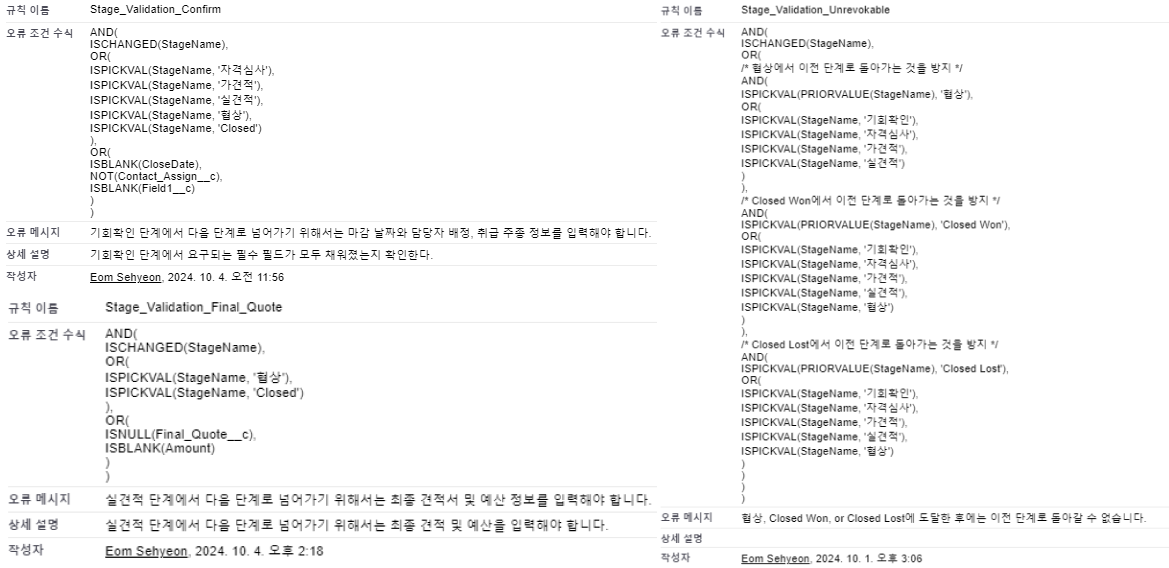 규칙 이름 Stage_Validation_Confirm
오류 조건 수식 AND(
ISCHANGED(StageName),
OR(
ISPICKVAL(StageName, '자격심사'),
ISPICKVAL(StageName, '가견적'),
ISPICKVAL(StageName, '실견적'),
ISPICKVAL(StageName, '협상'),
ISPICKVAL(StageName, 'Closed')
),
OR(
ISBLANK(CloseDate),
NOT(Contact_Assign__c),
ISBLANK(Field1__c)
)
)
오류 메시지 기회확인 단계에서 다음 단계로 넘어가기 위해서는 마감 날짜와 담당자 배정, 취급 주종 정보를 입력해야 합니다.
상세 설명 기회확인 단계에서 요구되는 필수 필드가 모두 채워졌는지 확인한다.
작성자 Eom Sehyeon, 2024. 10. 4. 오전 11:56
규칙 이름 Stage_Validation_Final_Quote
오류 조건 수식 AND(
ISCHANGED(StageName),
OR(
ISPICKVAL(StageName, '협상'),
ISPICKVAL(StageName, 'Closed')
),
OR(
ISNULL(Final_Quote__c),
ISBLANK(Amount)
)
)
오류 메시지 실견적 단계에서 다음 단계로 넘어가기 위해서는 최종 견적서 및 예산 정보를 입력해야 합니다.
상세 설명 실견적 단계에서 다음 단계로 넘어가기 위해서는 최종 견적 및 예산을 입력해야 합니다.
작성자 Eom Sehyeon, 2024. 10. 4. 오후 2:18
규칙 이름 Stage_Validation_Unrevokable
오류 조건 수식 AND(
ISCHANGED(StageName),
OR(
/* 협상에서 이전 단계로 돌아가는 것을 방지 */
AND(
ISPICKVAL(PRIORVALUE(StageName), '협상'),
OR(
ISPICKVAL(StageName, '기회확인'),
ISPICKVAL(StageName, '자격심사'),
ISPICKVAL(StageName, '가견적'),
ISPICKVAL(StageName, '실견적')
)
),
/* Closed Won에서 이전 단계로 돌아가는 것을 방지 */
AND(
ISPICKVAL(PRIORVALUE(StageName), 'Closed Won'),
OR(
ISPICKVAL(StageName, '기회확인'),
ISPICKVAL(StageName, '자격심사'),
ISPICKVAL(StageName, '가견적'),
ISPICKVAL(StageName, '실견적'),
ISPICKVAL(StageName, '협상')
)
),
/* Closed Lost에서 이전 단계로 돌아가는 것을 방지 */
AND(
ISPICKVAL(PRIORVALUE(StageName), 'Closed Lost'),
OR(
ISPICKVAL(StageName, '기회확인'),
ISPICKVAL(StageName, '자격심사'),
ISPICKVAL(StageName, '가견적'),
ISPICKVAL(StageName, '실견적'),
ISPICKVAL(StageName, '협상')
)
)
)
)
오류 메시지 협상, Closed Won, or Closed Lost에 도달한 후에는 이전 단계로 돌아갈 수 없습니다.
상세 설명
작성자 Eom Sehyeon, 2024. 10. 1. 오후 3:06